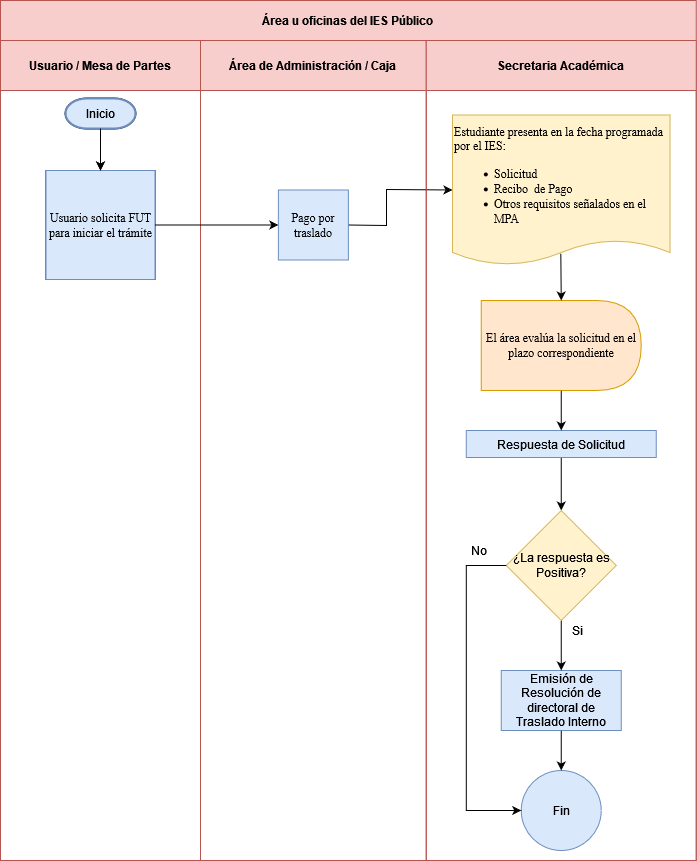 Área u oficinas del IES Público
Usuario / Mesa de Partes
Área de Administración / Caja
Secretaria Académica
Inicio
Usuario solicita FUT
para iniciar el trámite
Pago por
traslado
Estudiante presenta en la fecha programada
por el IES:
• Solicitud
• Recibo de Pago
• Otros requisitos señalados en el
MPA
El área evalúa la solicitud en el
plazo correspondiente
Respuesta de Solicitud
¿La respuesta es
Positiva?
No
Si
Emisión de
Resolución de
directoral de
Traslado Interno
Fin